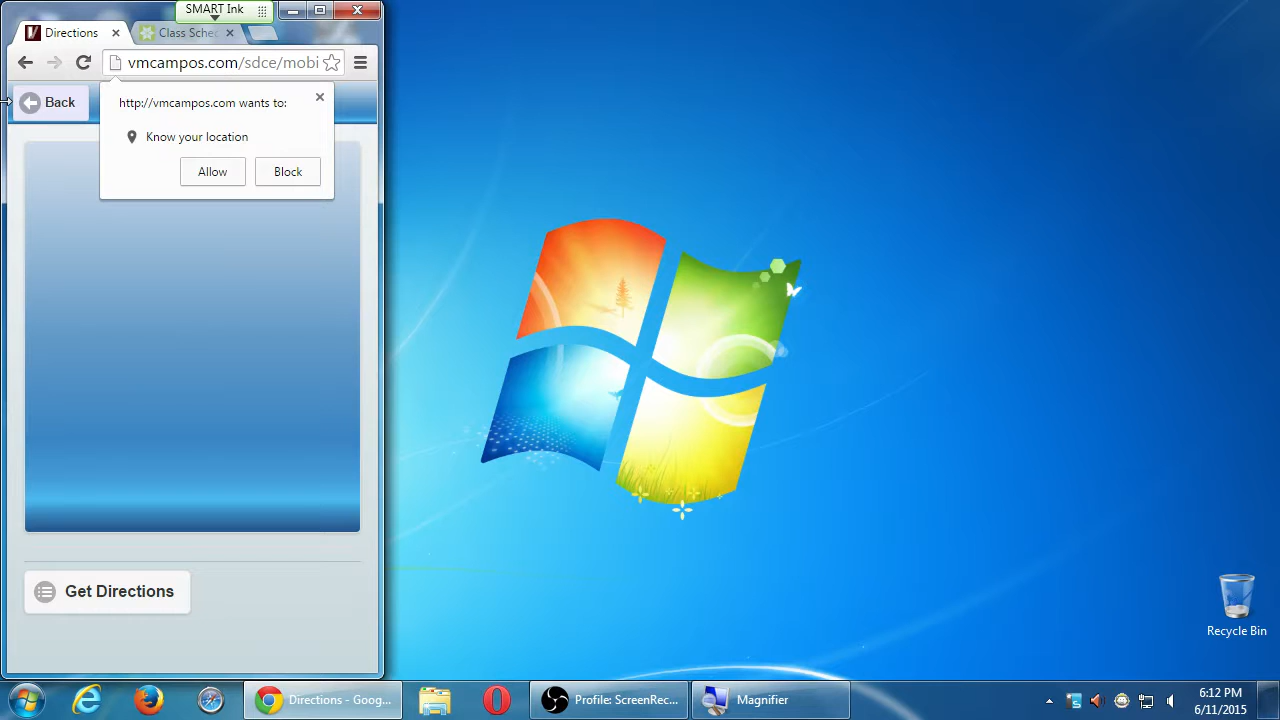 SMART Ink
Directions
Class Sched
vmcampos.com/sdce/mobi
Back
http://vmcampos.com wants to:
Know your location
Allow
Block
Get Directions
Recycle Bin
Directions - Goog...
Profile: ScreenRec...
Magnifier
6:12 PM
6/11/2015